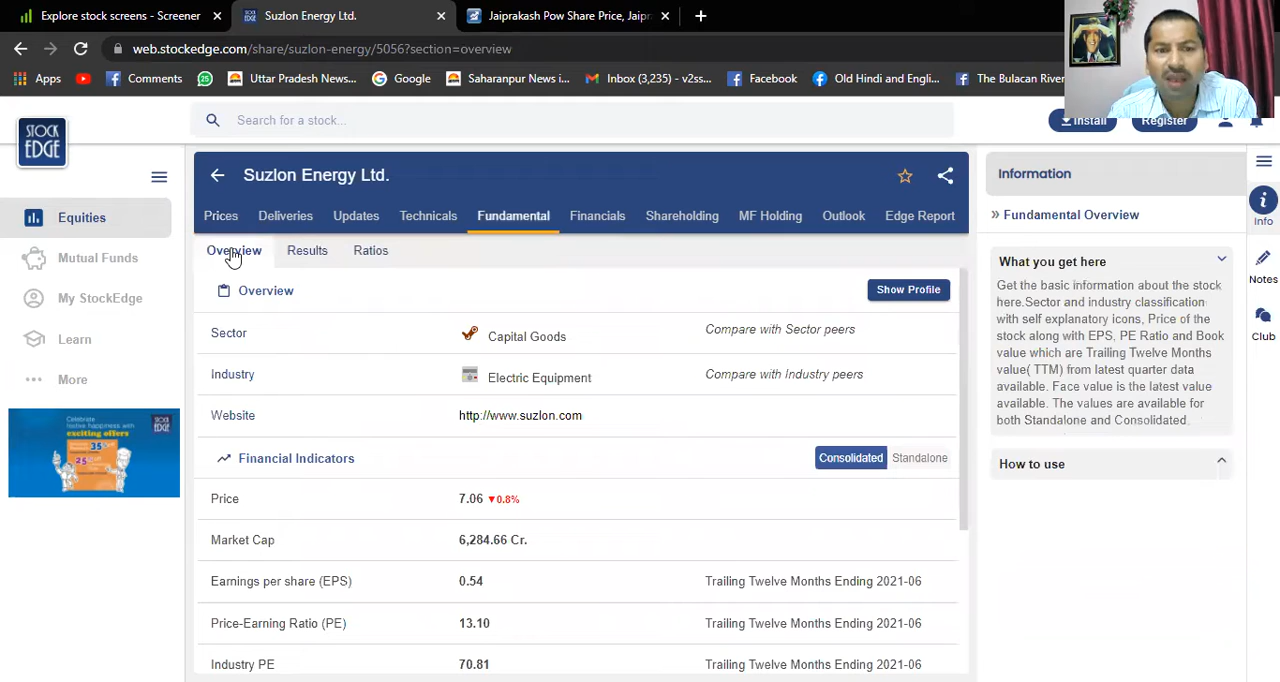 Explore stock screens - Screener
Suzlon Energy Ltd.
Jaiprakash Pow Share Price, Jaipr
web.stockedge.com/share/suzlon-energy/5056?section=overview
Apps
Comments
Uttar Pradesh News...
Google
Saharanpur News i...
Inbox (3,235) - v2ss...
Facebook
Old Hindi and Engli...
The Bulacan River
STOCK EDGE
Search for a stock...
Install
Register
Equities
Mutual Funds
My StockEdge
Learn
More
Celebrate
festive happiness with
exciting offers
35
25
STOCK EDGE
Suzlon Energy Ltd.
Prices Deliveries Updates Technicals Fundamental Financials Shareholding MF Holding Outlook Edge Report
Overview Results Ratios
Overview Show Profile
Sector Capital Goods Compare with Sector peers
Industry Electric Equipment Compare with Industry peers
Website http://www.suzlon.com
Financial Indicators Consolidated Standalone
Price 7.06 ▼0.8%
Market Cap 6,284.66 Cr.
Earnings per share (EPS) 0.54 Trailing Twelve Months Ending 2021-06
Price-Earning Ratio (PE) 13.10 Trailing Twelve Months Ending 2021-06
Industry PE 70.81 Trailing Twelve Months Ending 2021-06
Information
» Fundamental Overview
What you get here
Get the basic information about the stock
here.Sector and industry classification
with self explanatory icons, Price of the
stock along with EPS, PE Ratio and Book
value which are Trailing Twelve Months
value( TTM) from latest quarter data
available. Face value is the latest value
available. The values are available for
both Standalone and Consolidated.
How to use
Info
Notes
Club